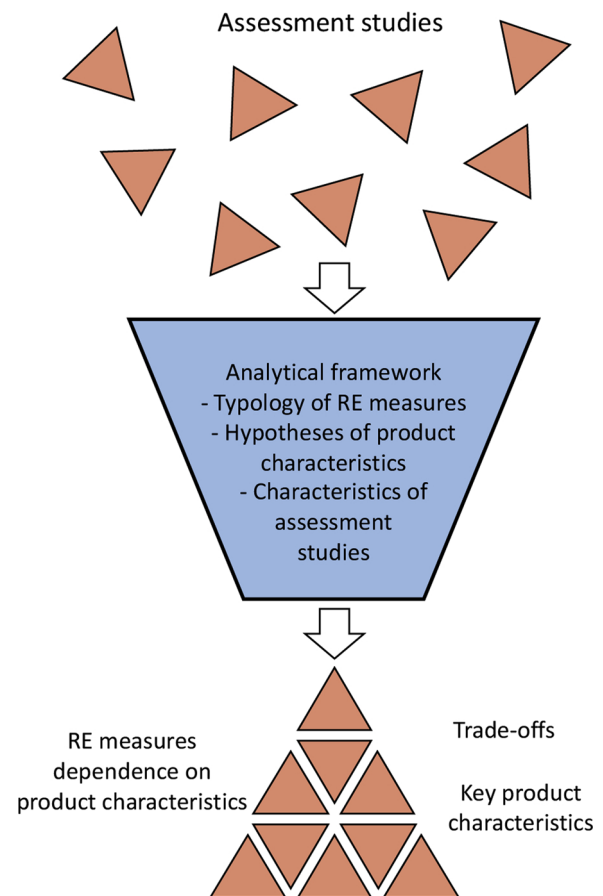 Assessment studies
Analytical framework
- Typology of RE measures
- Hypotheses of product
characteristics
- Characteristics of
assessment
studies
RE measures
dependence on
product characteristics
Trade-offs
Key product
characteristics